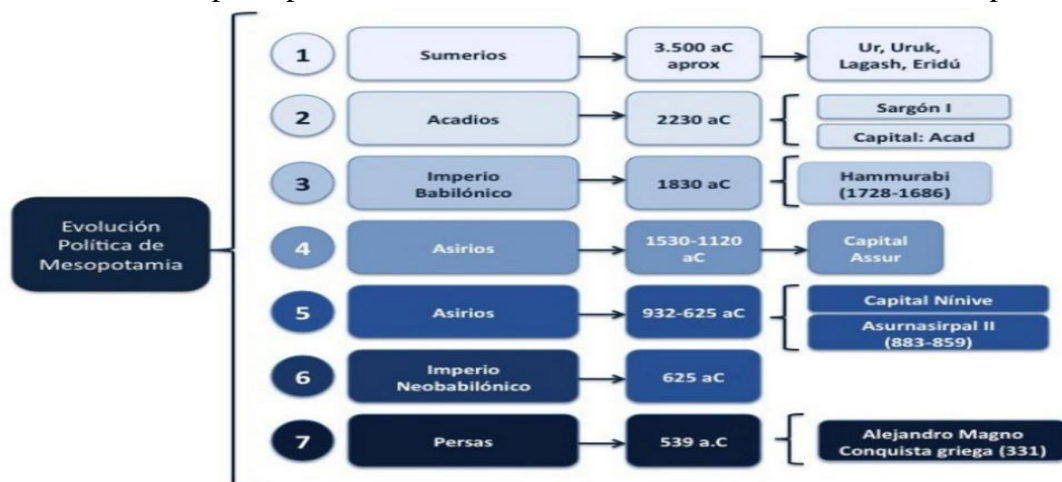 Evolución
Política de
Mesopotamia
1
Sumerios
3.500 aC
aprox
Ur, Uruk,
Lagash, Eridú
2
Acadios
2230 aC
Sargón I
Capital: Acad
3
Imperio
Babilónico
1830 aC
Hammurabi
(1728-1686)
4
Asirios
1530-1120
aC
Capital
Assur
5
Asirios
932-625 aC
Capital Nínive
Asurnasirpal II
(883-859)
6
Imperio
Neobabilónico
625 aC
7
Persas
539 a.C
Alejandro Magno
Conquista griega (331)